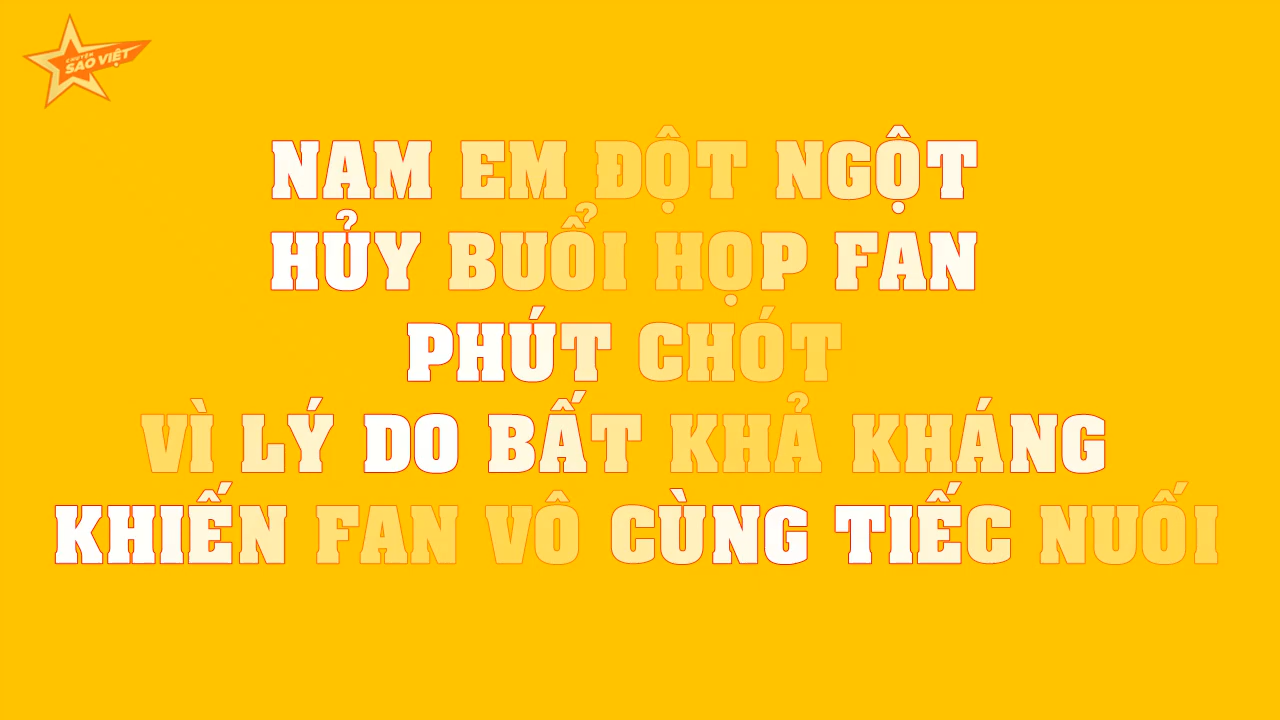 CHUYỆN
SAO VIỆT
NAM EM ĐỘT NGỘT
HỦY BUỔI HỌP FAN
PHÚT CHÓT
VÌ LÝ DO BẤT KHẢ KHÁNG
KHIẾN FAN VÔ CÙNG TIẾC NUỐI